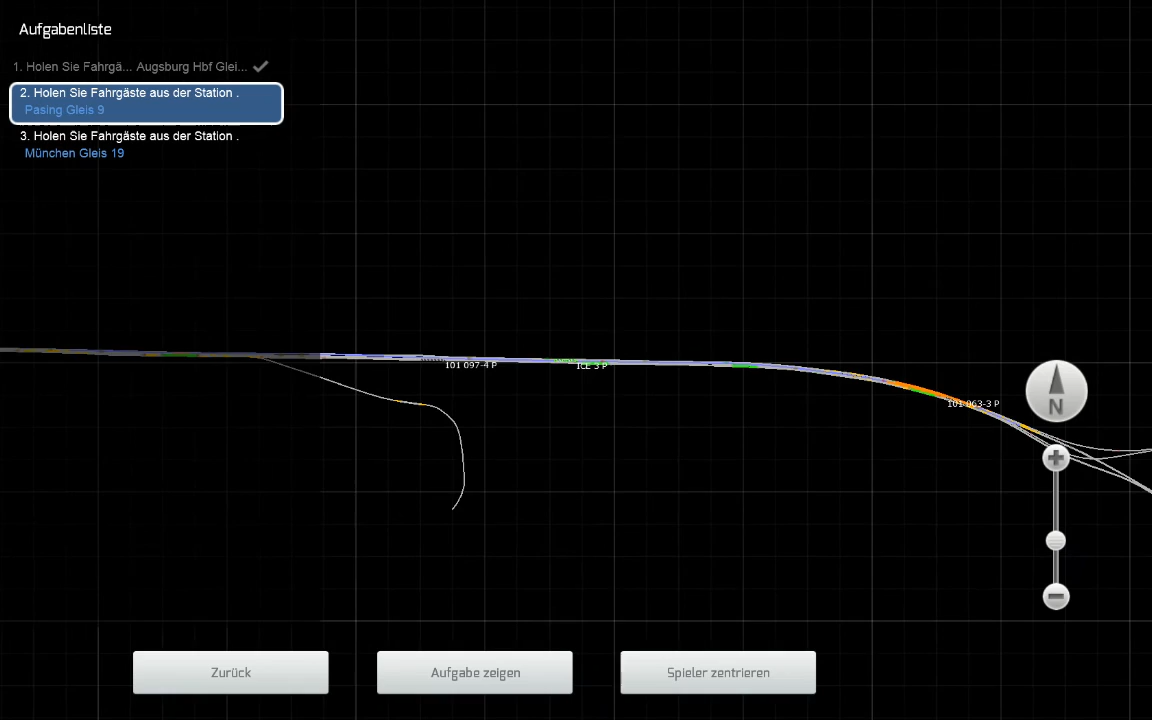 Aufgabenliste
1. Holen Sie Fahrgä... Augsburg Hbf Glei...
2. Holen Sie Fahrgäste aus der Station .
Pasing Gleis 9
3. Holen Sie Fahrgäste aus der Station .
München Gleis 19
101 097-4 P
ICE 3 P
101 063-3 P
N
Zurück
Aufgabe zeigen
Spieler zentrieren